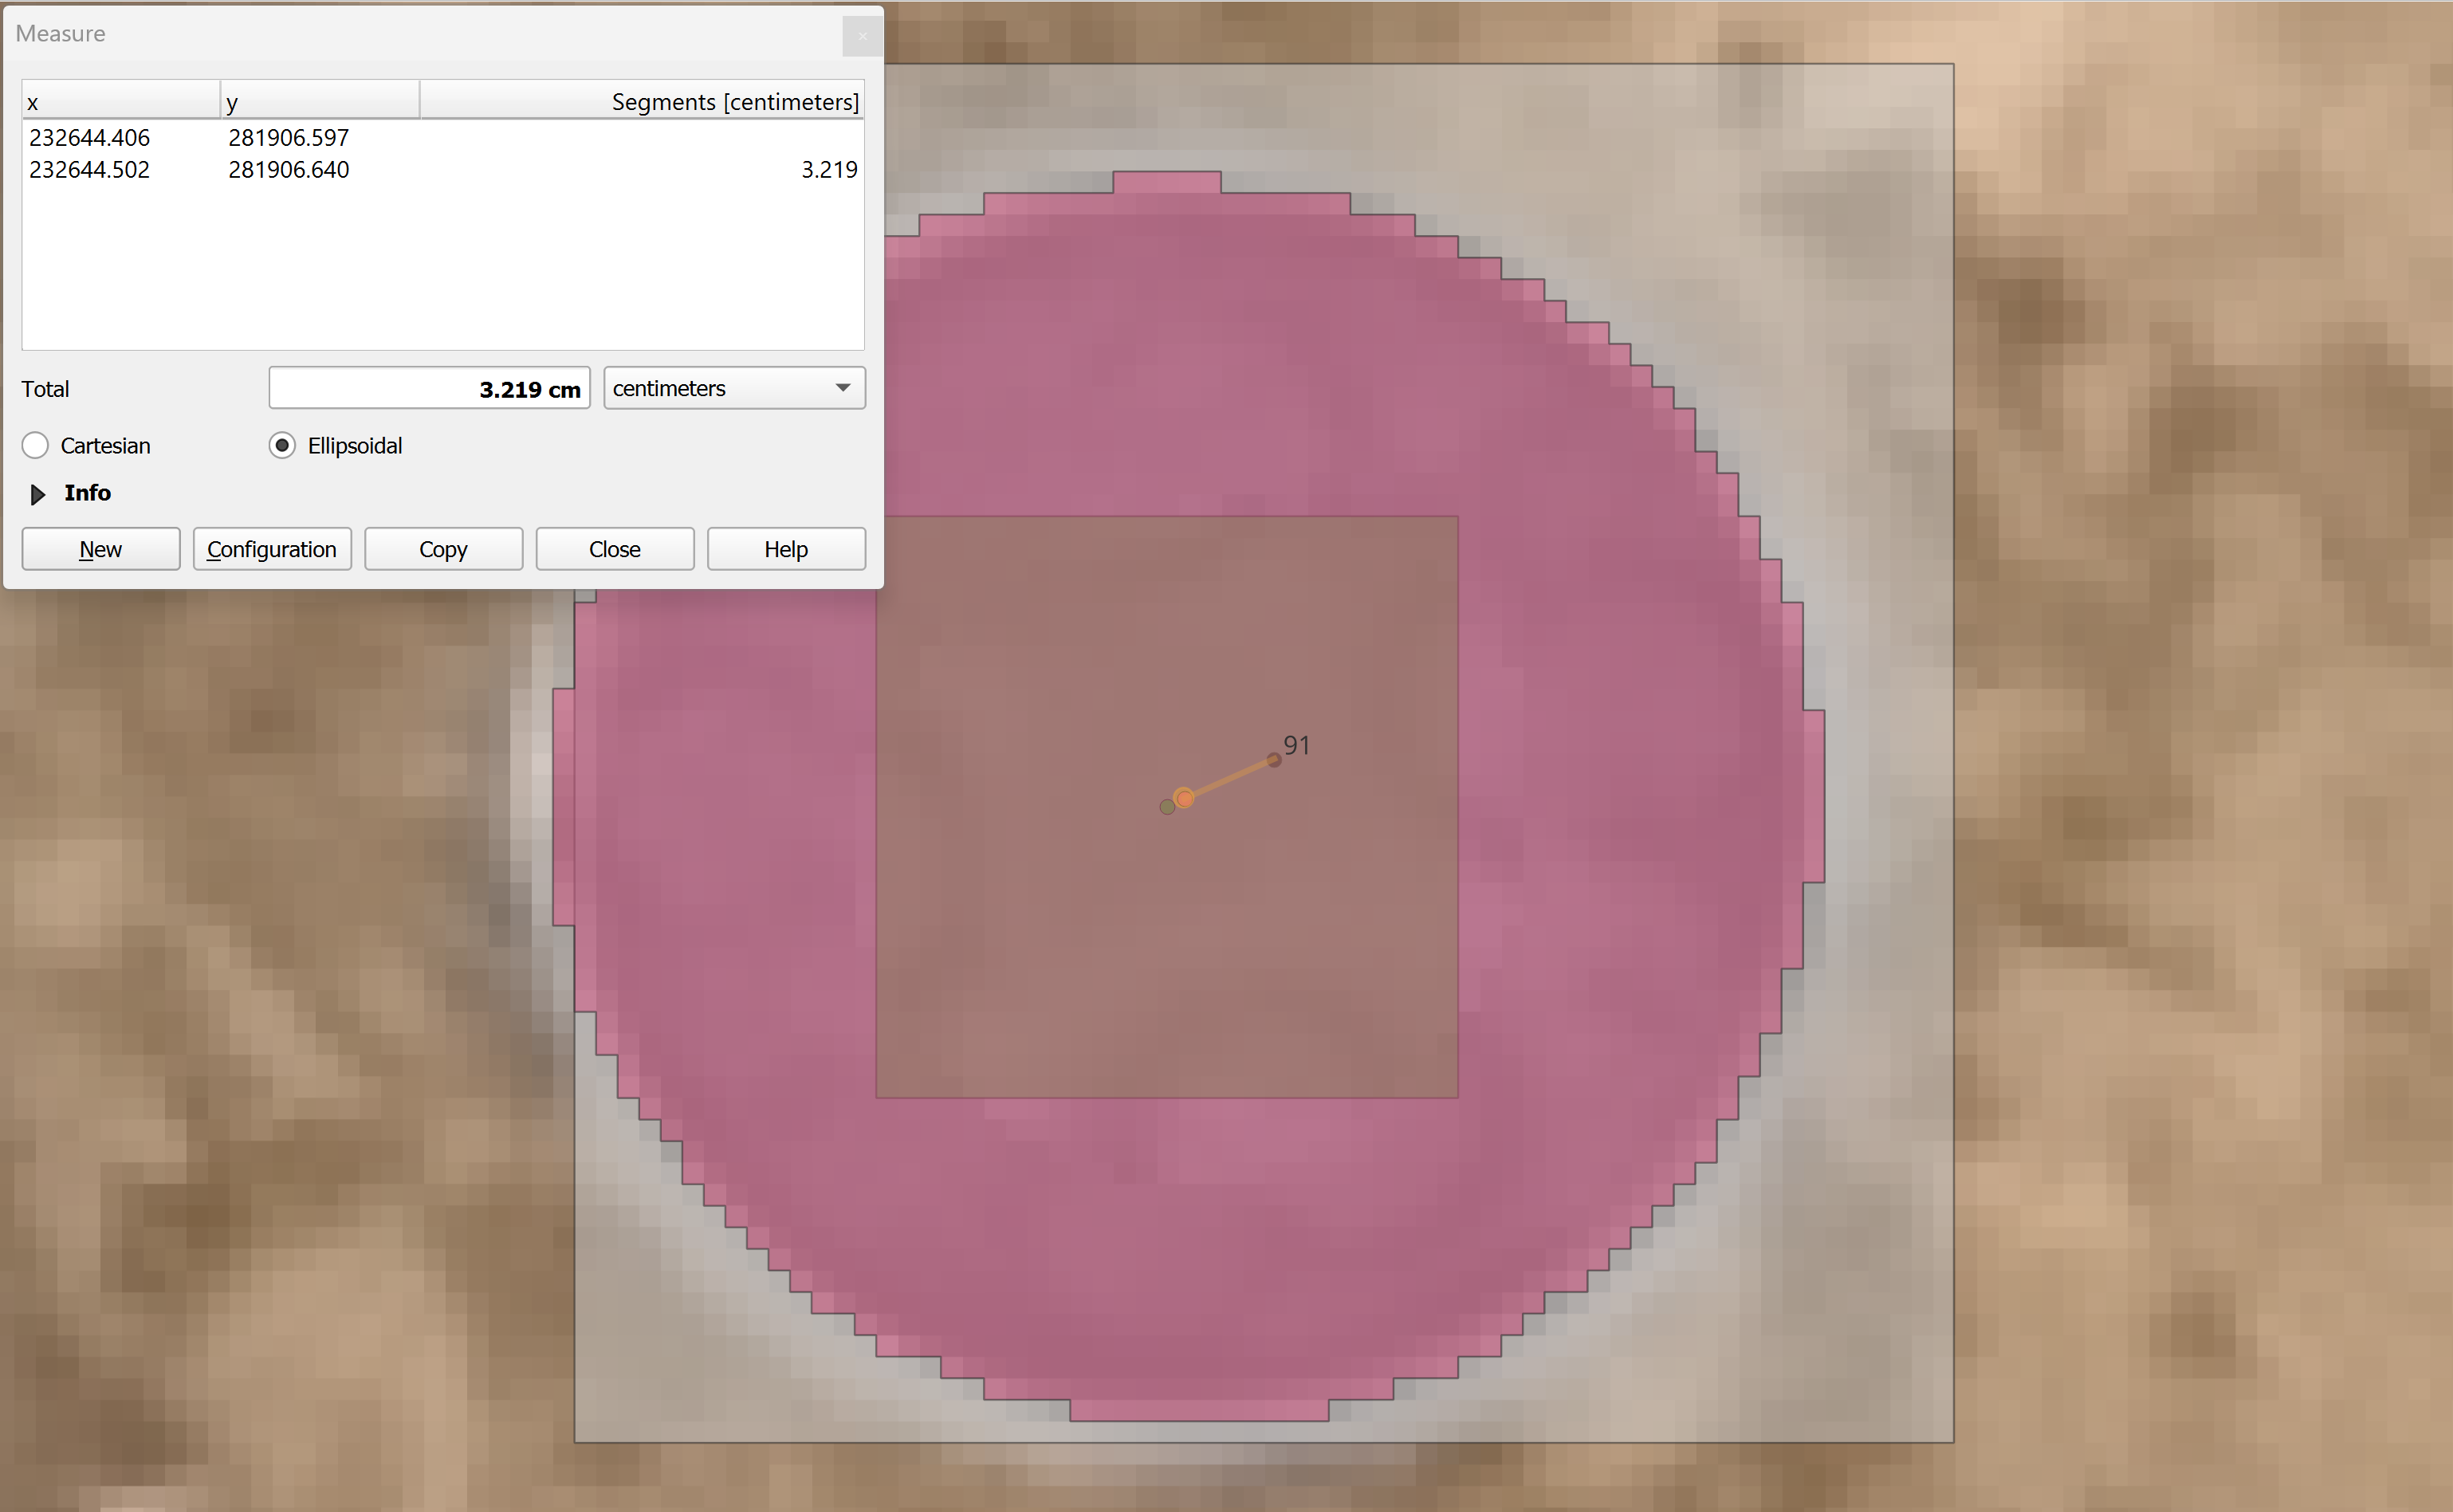 Measure
x y Segments [centimeters]
232644.406 281906.597
232644.502 281906.640 3.219
Total 3.219 cm centimeters
Cartesian Ellipsoidal
Info
New Configuration Copy Close Help
91